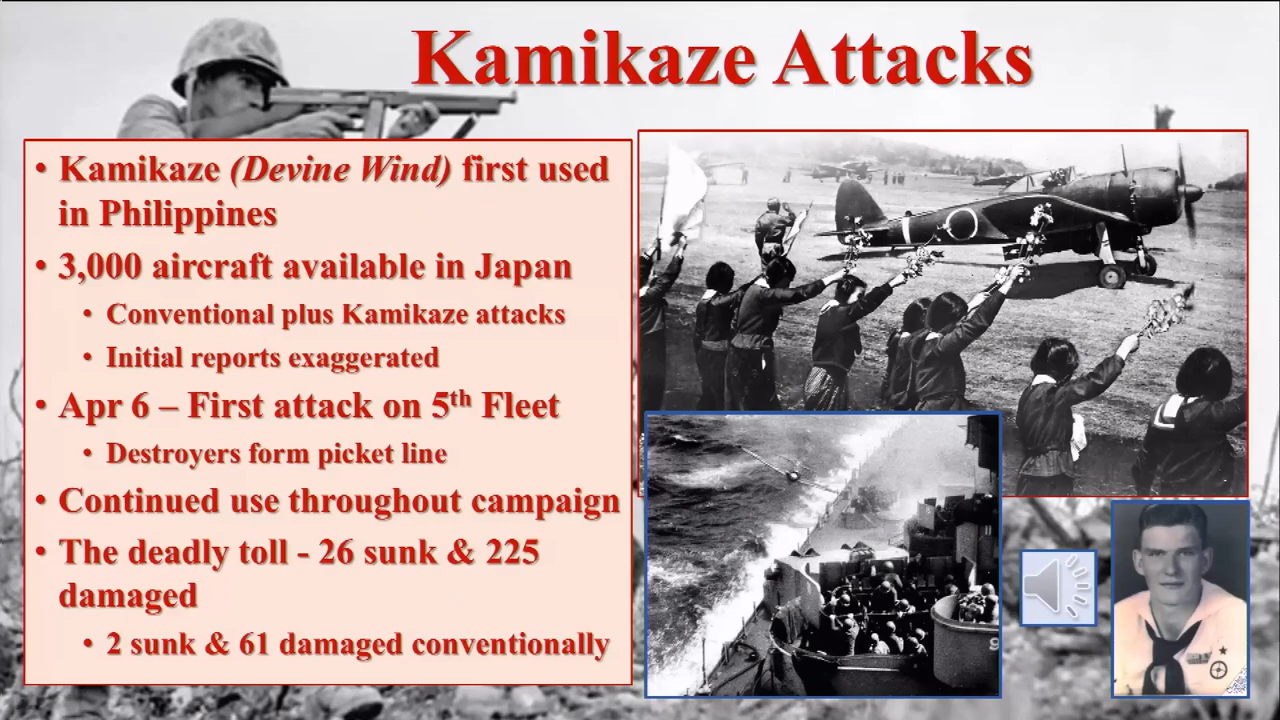 Kamikaze Attacks
• Kamikaze (Devine Wind) first used
in Philippines
• 3,000 aircraft available in Japan
• Conventional plus Kamikaze attacks
• Initial reports exaggerated
• Apr 6 – First attack on 5th Fleet
• Destroyers form picket line
• Continued use throughout campaign
• The deadly toll - 26 sunk & 225
damaged
• 2 sunk & 61 damaged conventionally
9